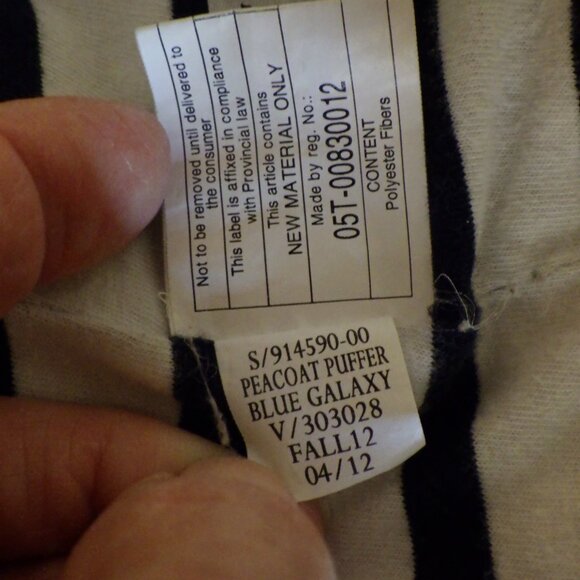 Not to be removed until delivered to
the consumer
This label is affixed in compliance
with Provincial law
This article contains
NEW MATERIAL ONLY
Made by reg. No.:
05T-00830012
CONTENT
Polyester Fibers
S/914590-00
PEACOAT PUFFER
BLUE GALAXY
V/303028
FALL12
04/12